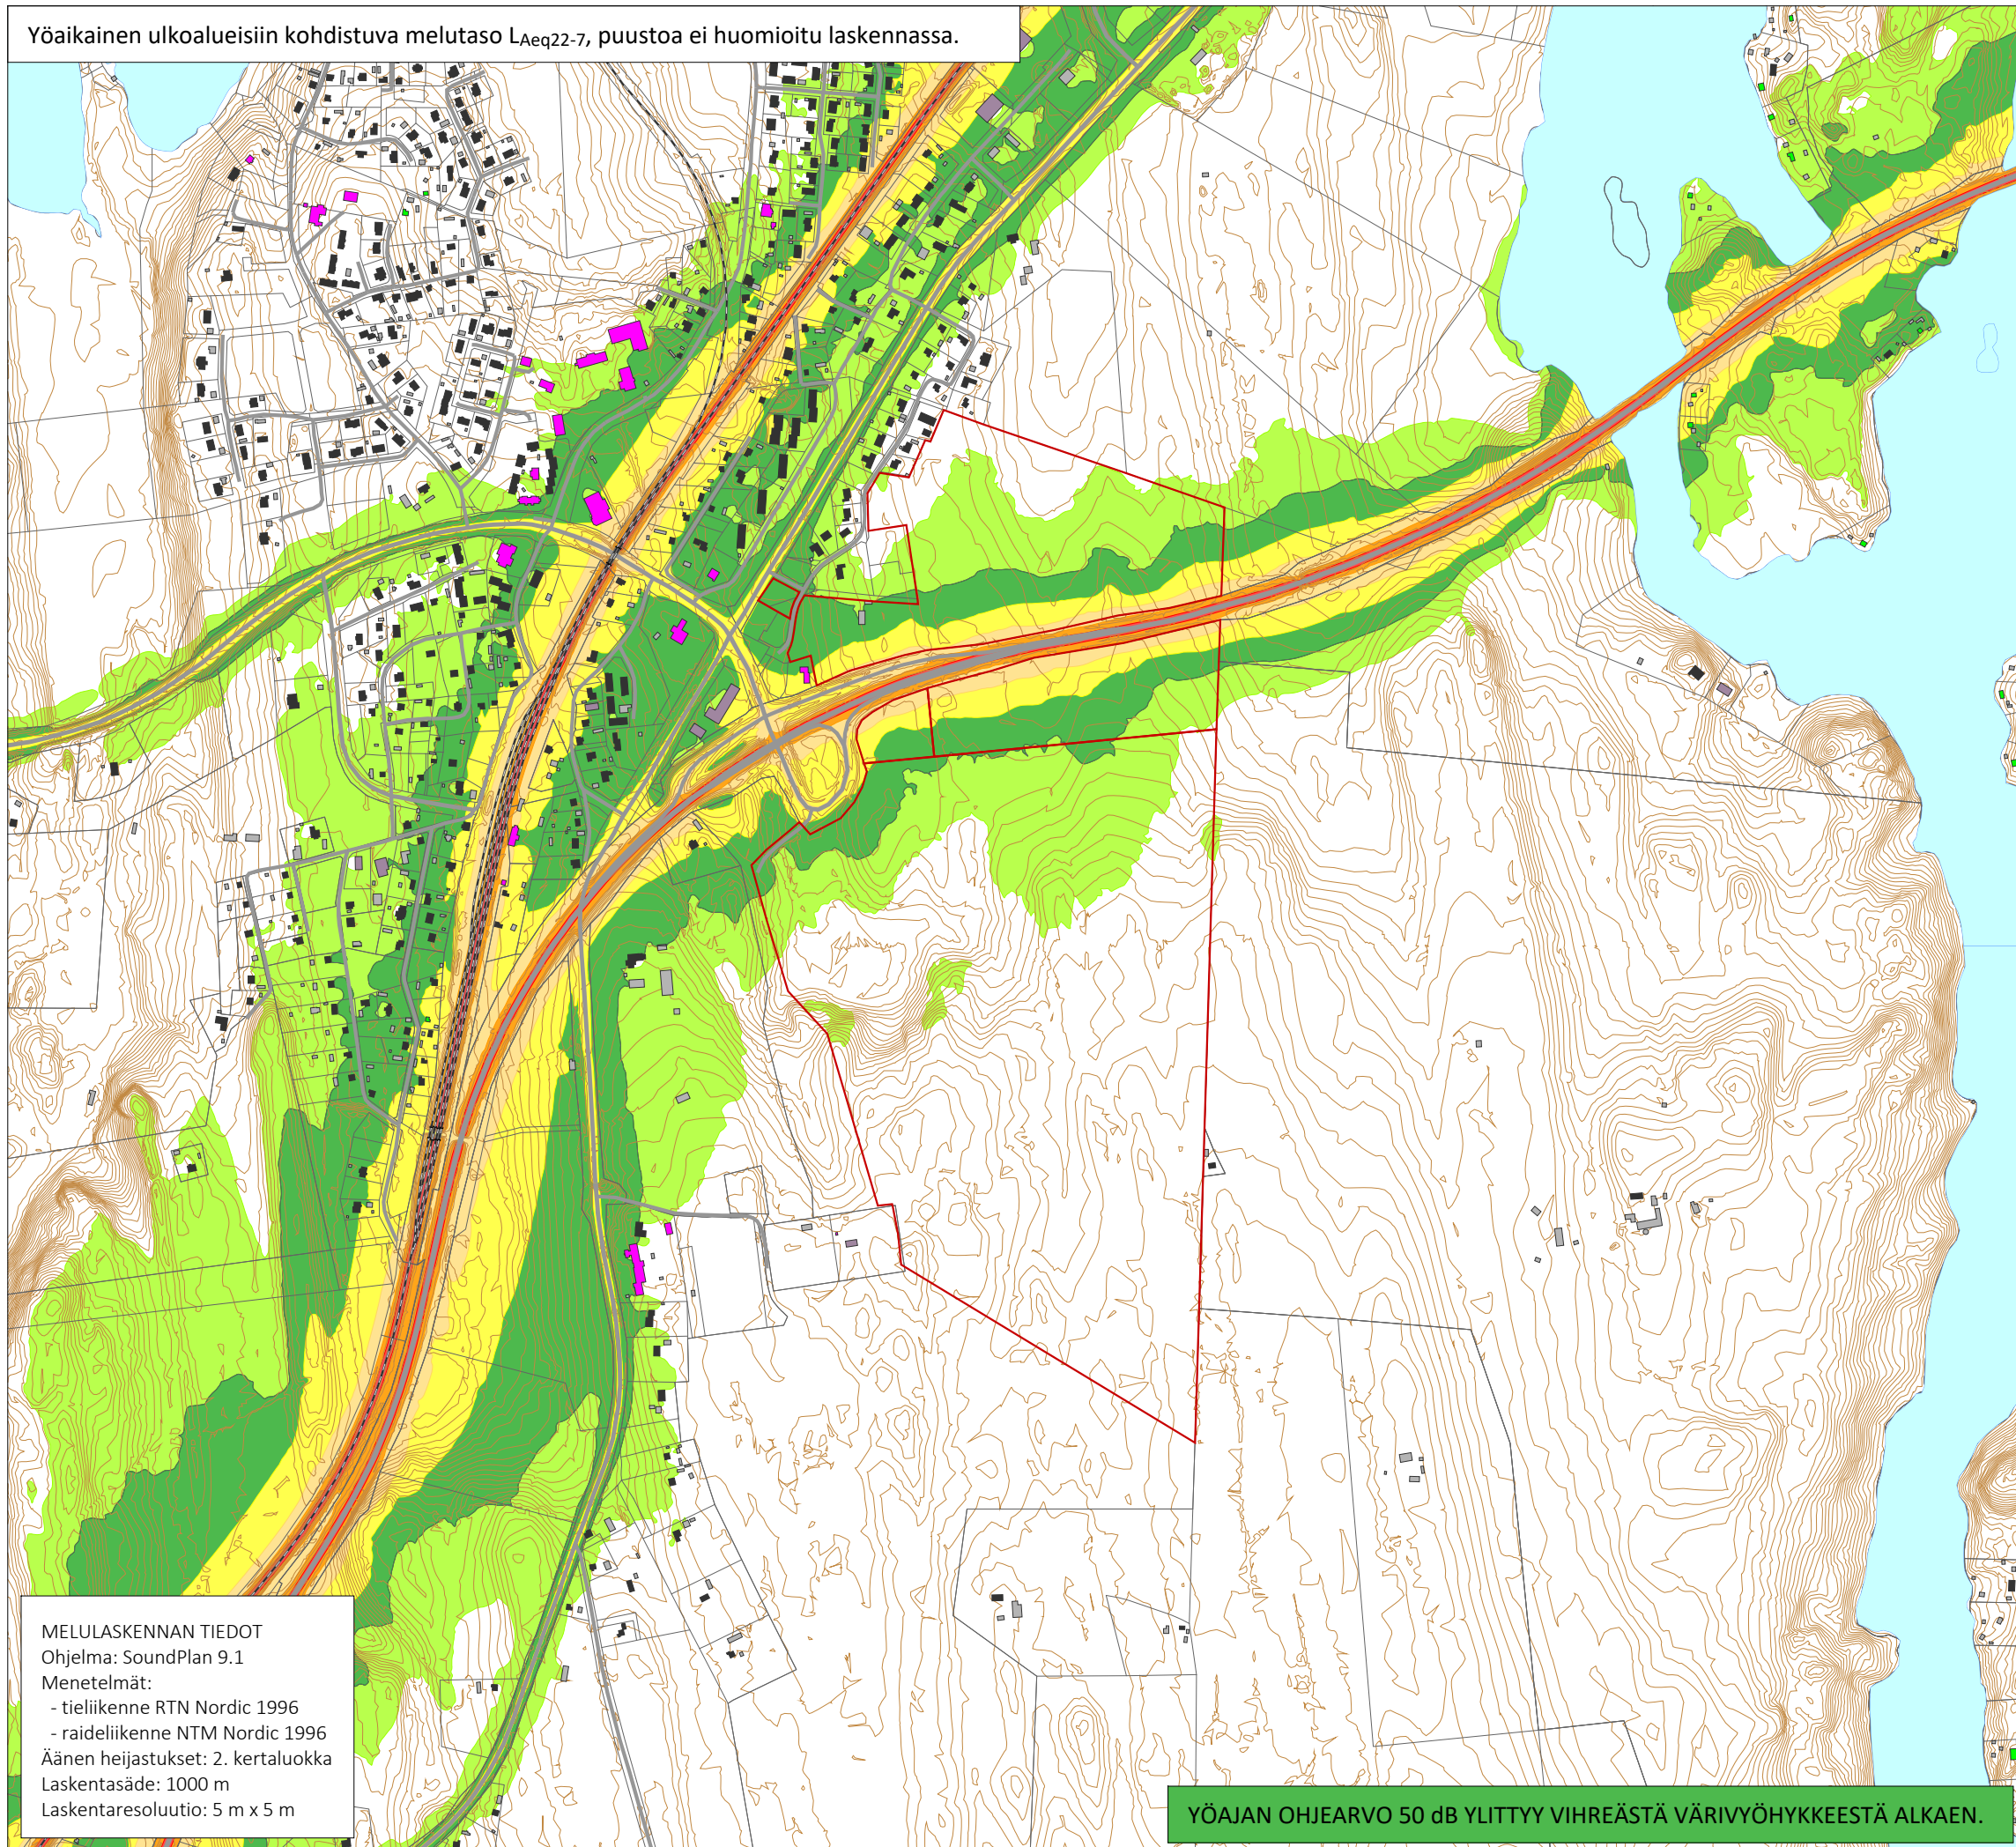 Yöaikainen ulkoalueisiin kohdistuva melutaso LAeq22-7, puustoa ei huomioitu laskennassa.
MELULASKENNAN TIEDOT
Ohjelma: SoundPlan 9.1
Menetelmät:
- tieliikenne RTN Nordic 1996
- raideliikenne NTM Nordic 1996
Äänen heijastukset: 2. kertaluokka
Laskentasäde: 1000 m
Laskentaresoluutio: 5 m x 5 m
YÖAJAN OHJEARVO 50 dB YLITTYY VIHREÄSTÄ VÄRIVYÖHYKKEESTÄ ALKAEN.